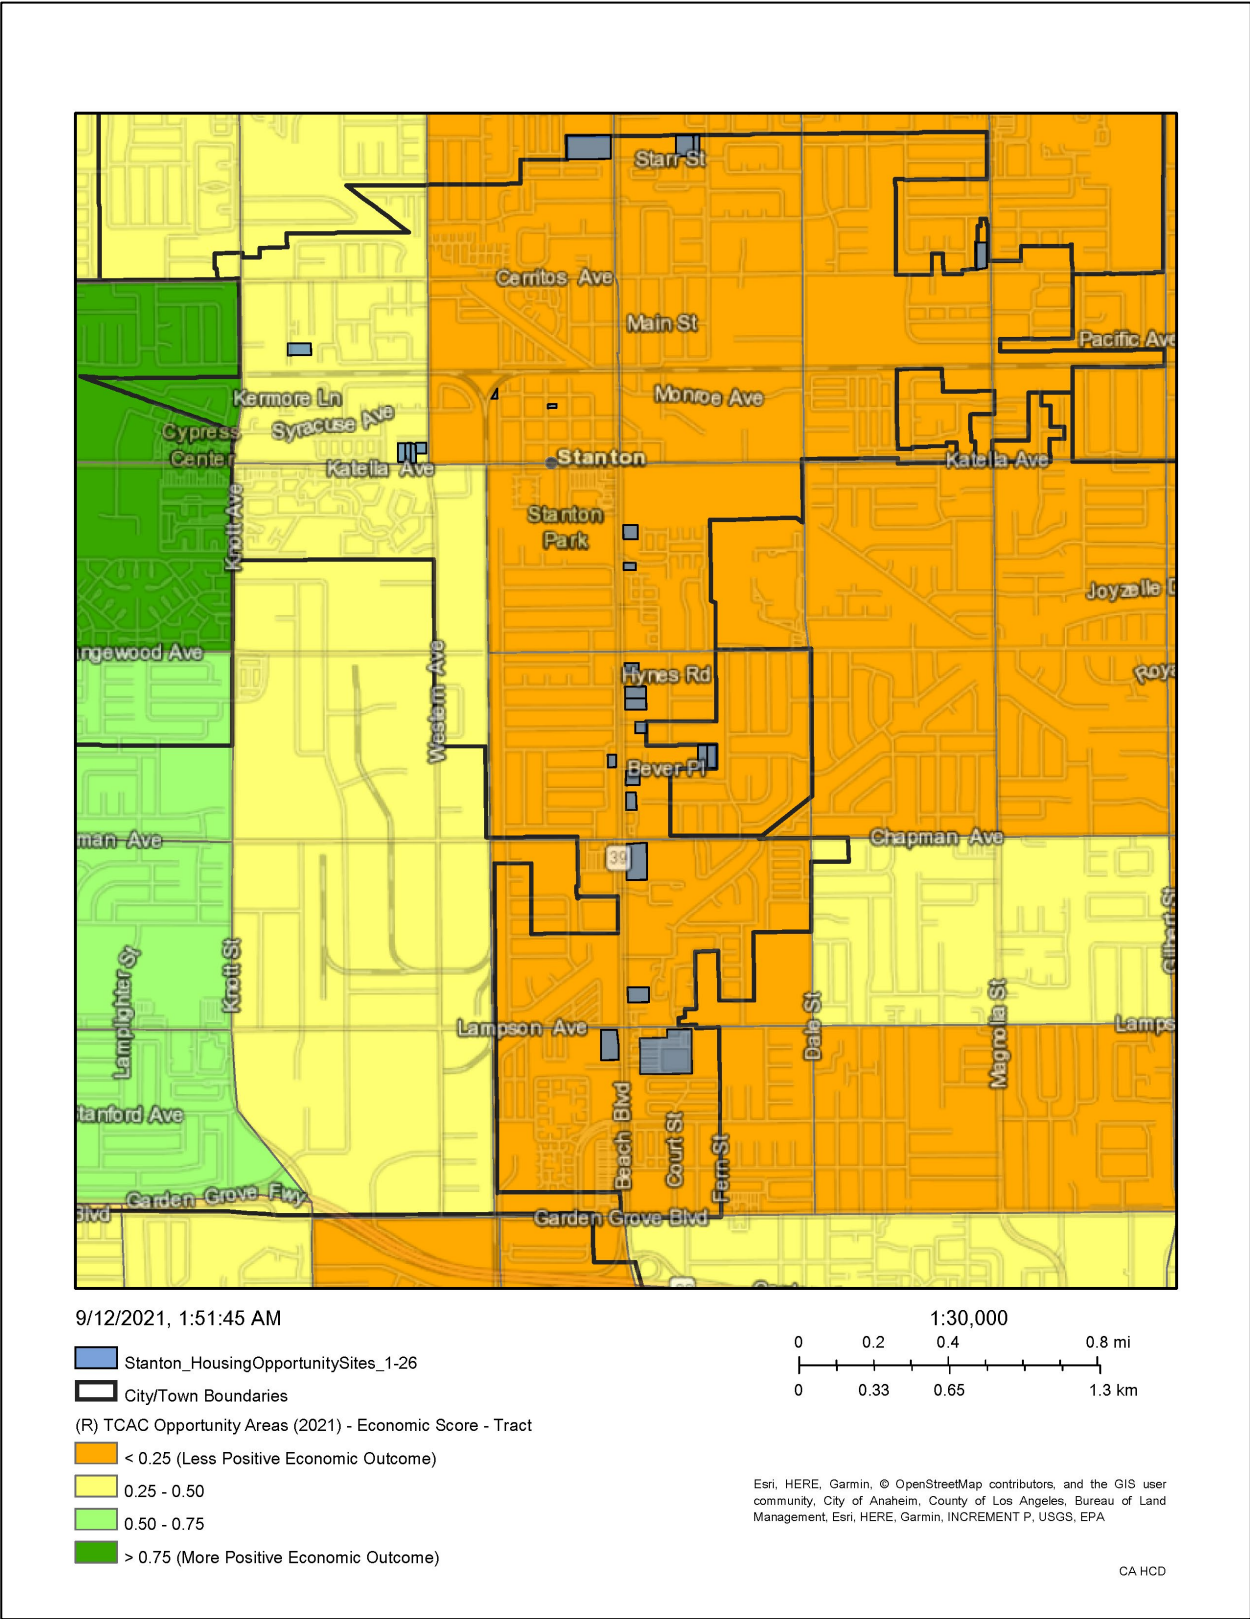 Starr St
Cerritos Ave
Main St
Pacific Ave
Kermore Ln
Monroe Ave
Syracuse Ave
Cypress
Center
Katella Ave
Stanton
Katella Ave
Knott Ave
Stanton
Park
Joyzelle D
ngewood Ave
Western Ave
Hynes Rd
Roya
Bever Pl
man Ave
39
Chapman Ave
Gilbert St
Lamplighter St
Knott St
Dale St
Magnolia St
Lampson Ave
Lamps
tanford Ave
Beach Blvd
Court St
Fern St
Garden Grove Fwy
Blvd
Garden Grove Blvd
9/12/2021, 1:51:45 AM
1:30,000
0 0.2 0.4 0.8 mi
0 0.33 0.65 1.3 km
Stanton_HousingOpportunitySites_1-26
City/Town Boundaries
(R) TCAC Opportunity Areas (2021) - Economic Score - Tract
< 0.25 (Less Positive Economic Outcome)
0.25 - 0.50
0.50 - 0.75
> 0.75 (More Positive Economic Outcome)
Esri, HERE, Garmin, © OpenStreetMap contributors, and the GIS user
community, City of Anaheim, County of Los Angeles, Bureau of Land
Management, Esri, HERE, Garmin, INCREMENT P, USGS, EPA
CA HCD